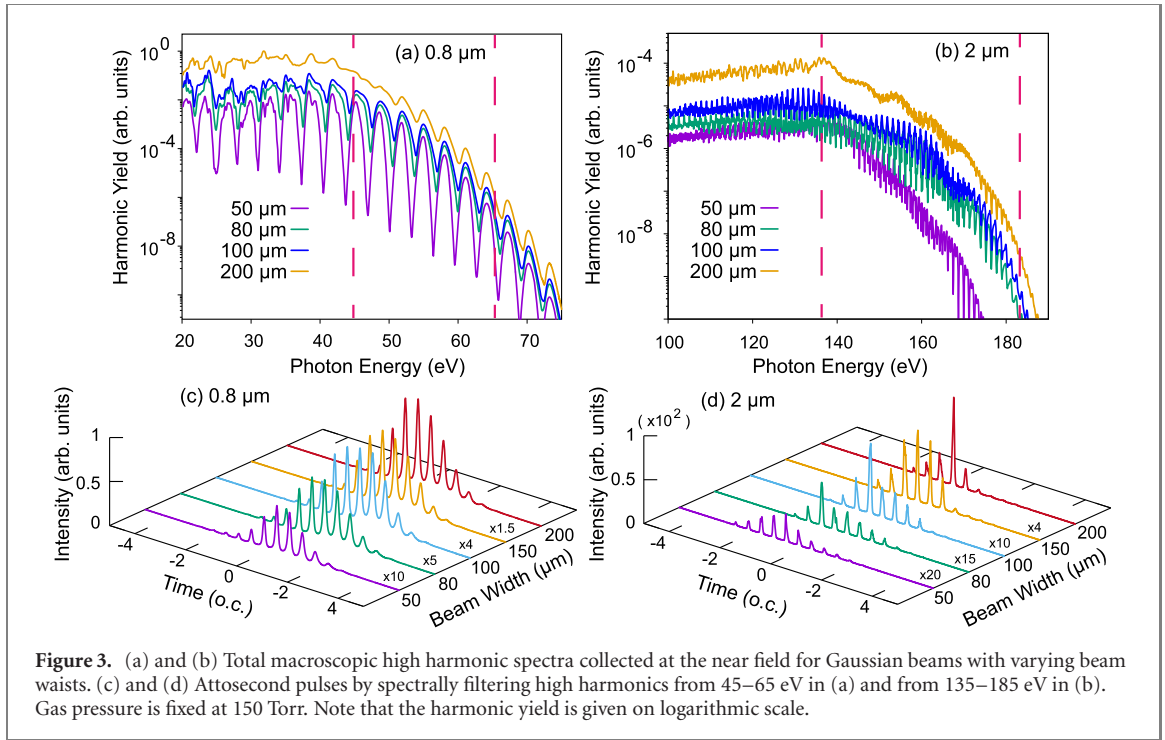 (a) 0.8 µm
Harmonic Yield (arb. units)
10⁰
10⁻⁴
10⁻⁸
50 µm
80 µm
100 µm
200 µm
20 30 40 50 60 70
Photon Energy (eV)
(b) 2 µm
Harmonic Yield (arb. units)
10⁻⁴
10⁻⁶
10⁻⁸
50 µm
80 µm
100 µm
200 µm
100 120 140 160 180
Photon Energy (eV)
(c) 0.8 µm
Intensity (arb. units)
1
0.5
0
-4 -2 0 -2 4
Time (o.c.)
x10 x5 x4 x1.5
50 80 100 150 200
Beam Width (µm)
(d) 2 µm
Intensity (arb. units)
(x10²)
1
0.5
0
-4 -2 0 -2 4
Time (o.c.)
x20 x15 x10 x4
50 80 100 150 200
Beam Width (µm)
Figure 3. (a) and (b) Total macroscopic high harmonic spectra collected at the near field for Gaussian beams with varying beam
waists. (c) and (d) Attosecond pulses by spectrally filtering high harmonics from 45–65 eV in (a) and from 135–185 eV in (b).
Gas pressure is fixed at 150 Torr. Note that the harmonic yield is given on logarithmic scale.